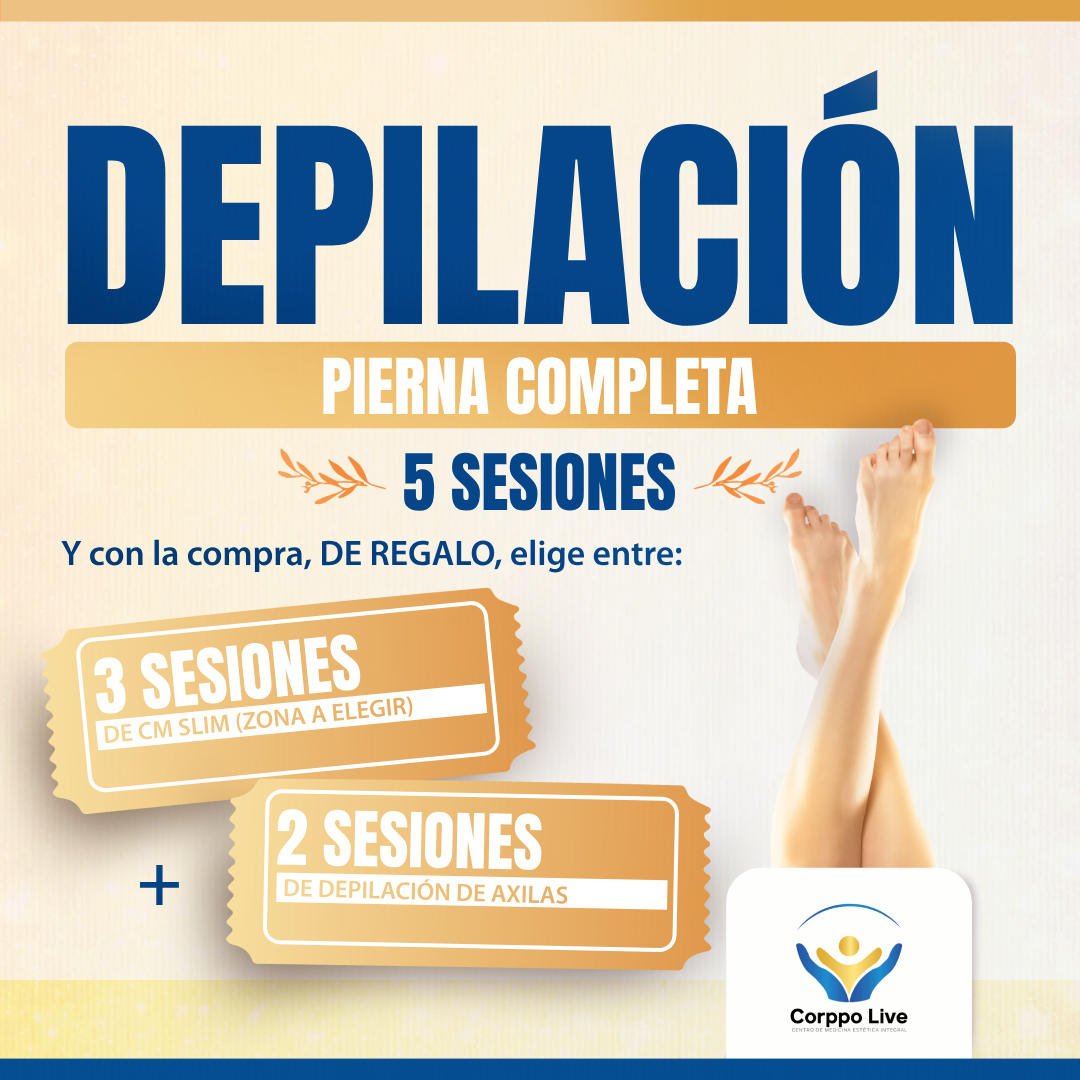 DEPILACIÓN
PIERNA COMPLETA
5 SESIONES
Y con la compra, DE REGALO, elige entre:
3 SESIONES
DE CM SLIM (ZONA A ELEGIR)
+
2 SESIONES
DE DEPILACIÓN DE AXILAS
Corppo Live
CENTRO DE MEDICINA ESTÉTICA INTEGRAL